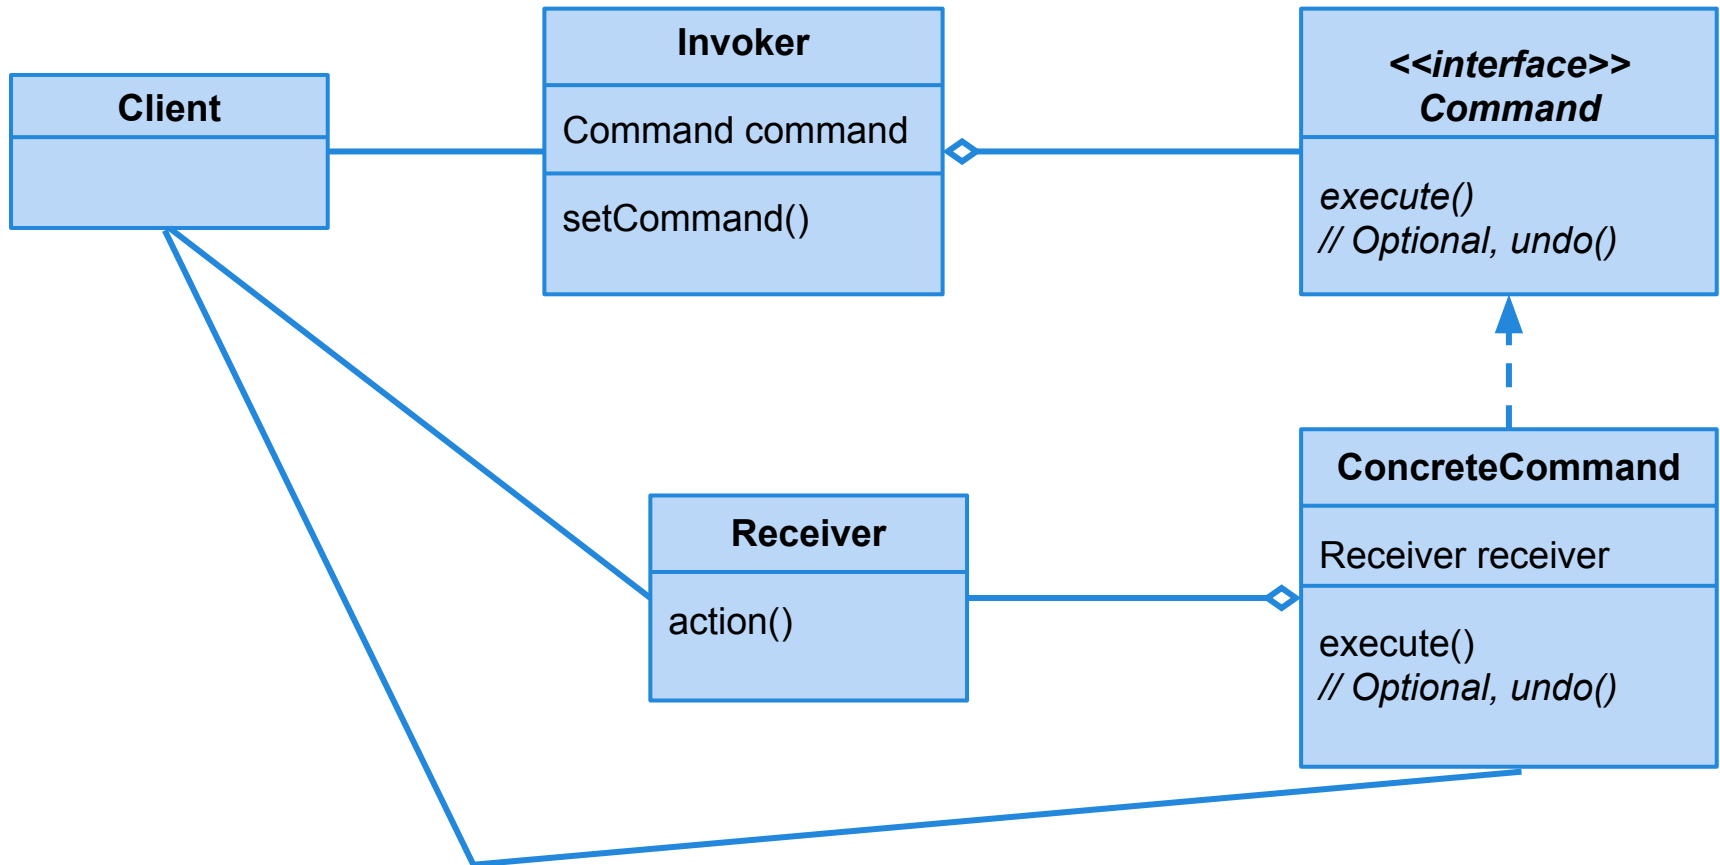 Client
Invoker
Command command
setCommand()
<<interface>>
Command
execute()
// Optional, undo()
Receiver
action()
ConcreteCommand
Receiver receiver
execute()
// Optional, undo()